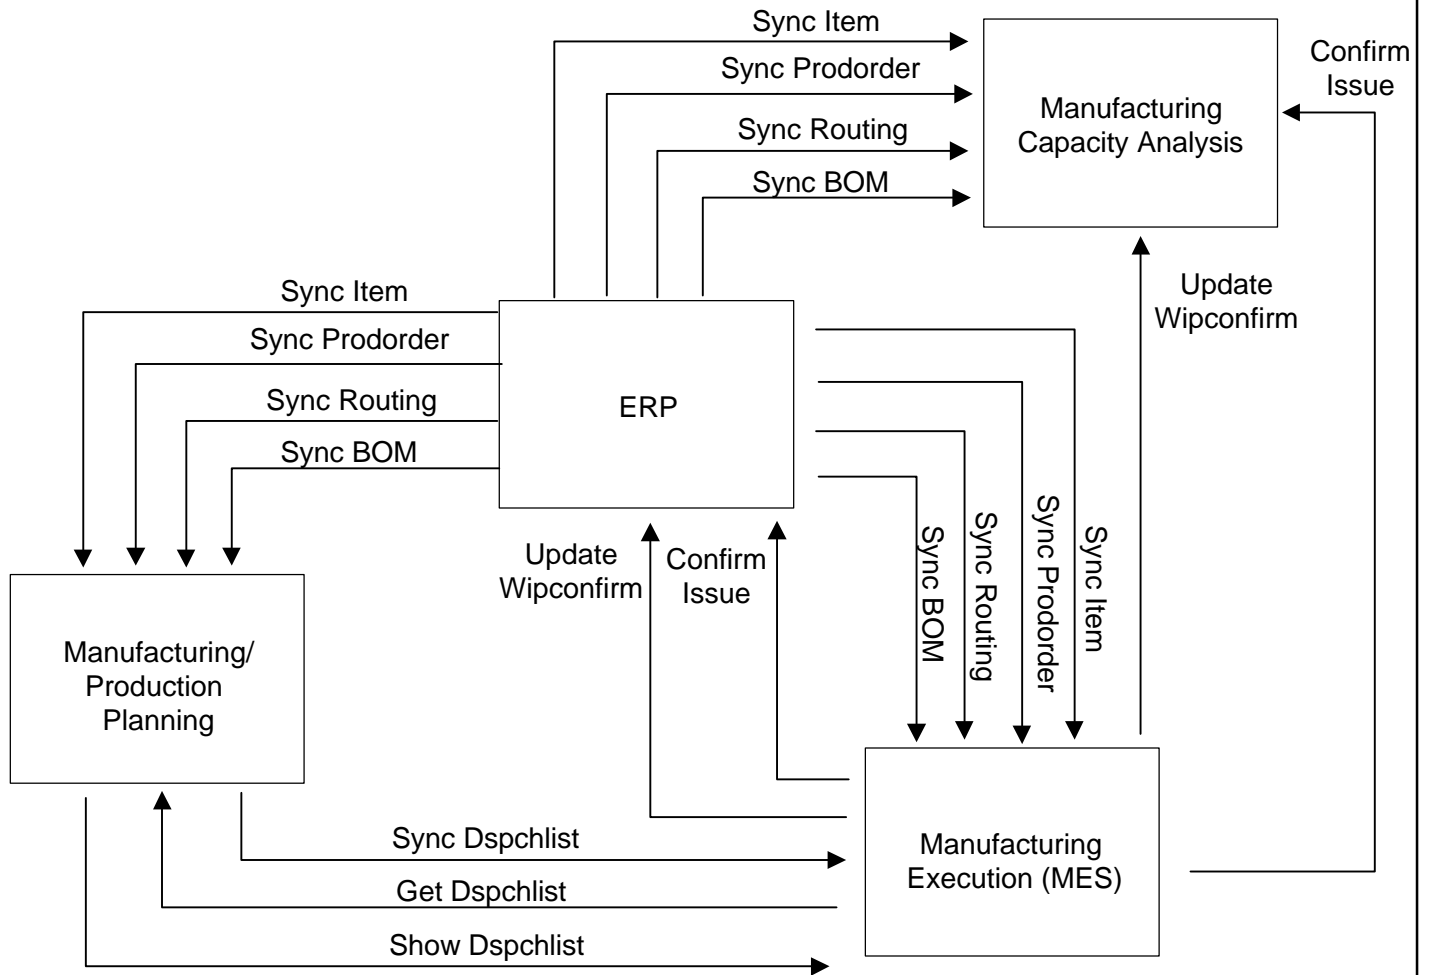 Sync Item
Confirm
Issue
Sync Prodorder
Manufacturing
Capacity Analysis
Sync Routing
Sync BOM
Update
Wipconfirm
Sync Item
Sync Prodorder
Sync Routing
Sync BOM
ERP
Update
Wipconfirm
Confirm
Issue
Sync BOM
Sync Routing
Sync Prodorder
Sync Item
Manufacturing/
Production
Planning
Sync Dspchlist
Get Dspchlist
Show Dspchlist
Manufacturing
Execution (MES)